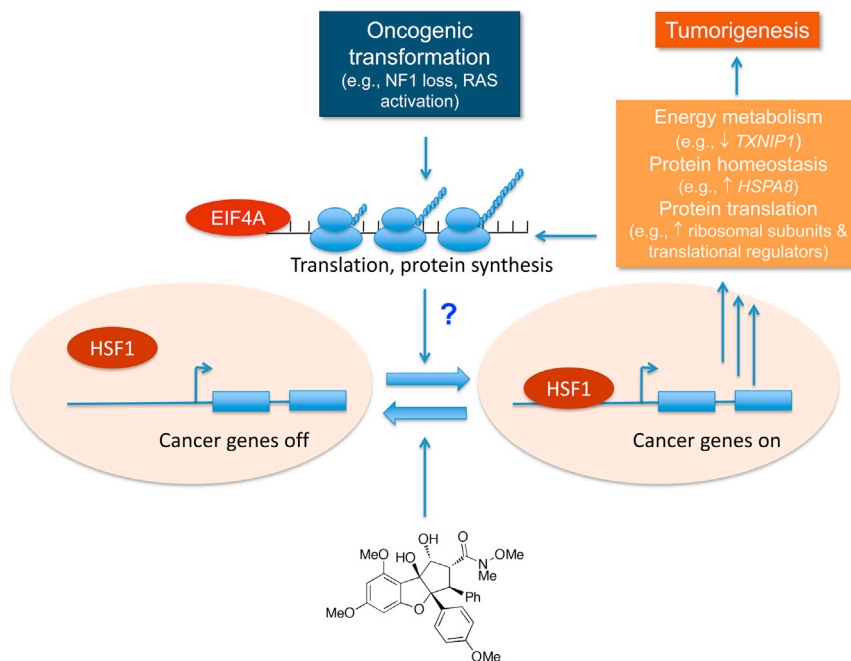 Oncogenic
transformation
(e.g., NF1 loss, RAS
activation)
Tumorigenesis
Energy metabolism
(e.g., ↓ TXNIP1)
Protein homeostasis
(e.g., ↑ HSPA8)
Protein translation
(e.g., ↑ ribosomal subunits &
translational regulators)
EIF4A
Translation, protein synthesis
?
HSF1
Cancer genes off
HSF1
Cancer genes on
OH
O
MeO
HO
N
OMe
Me
Ph
MeO
O
MeO
OMe